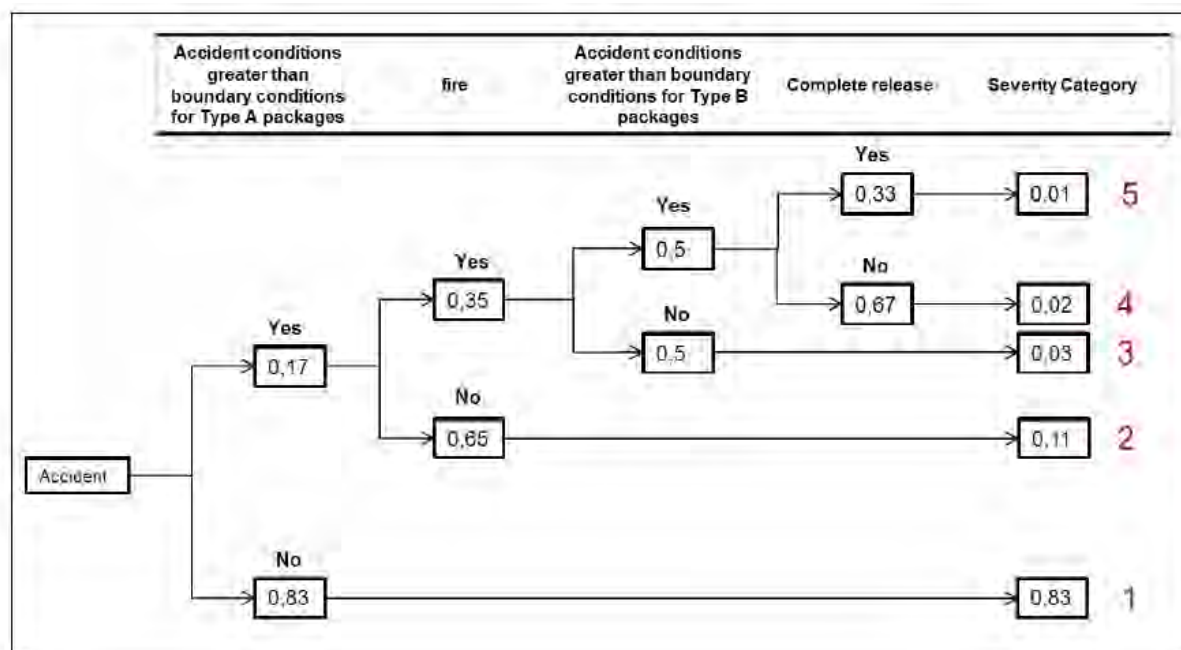 Accident conditions
greater than
boundary conditions
for Type A packages
fire
Accident conditions
greater than boundary
conditions for Type B
packages
Complete release
Severity Category
Yes
0,33
0,01
5
Yes
0,5
No
0,67
0,02
4
Yes
0,35
No
0,5
0,03
3
Yes
0,17
No
0,65
0,11
2
Accident
No
0,83
0,83
1